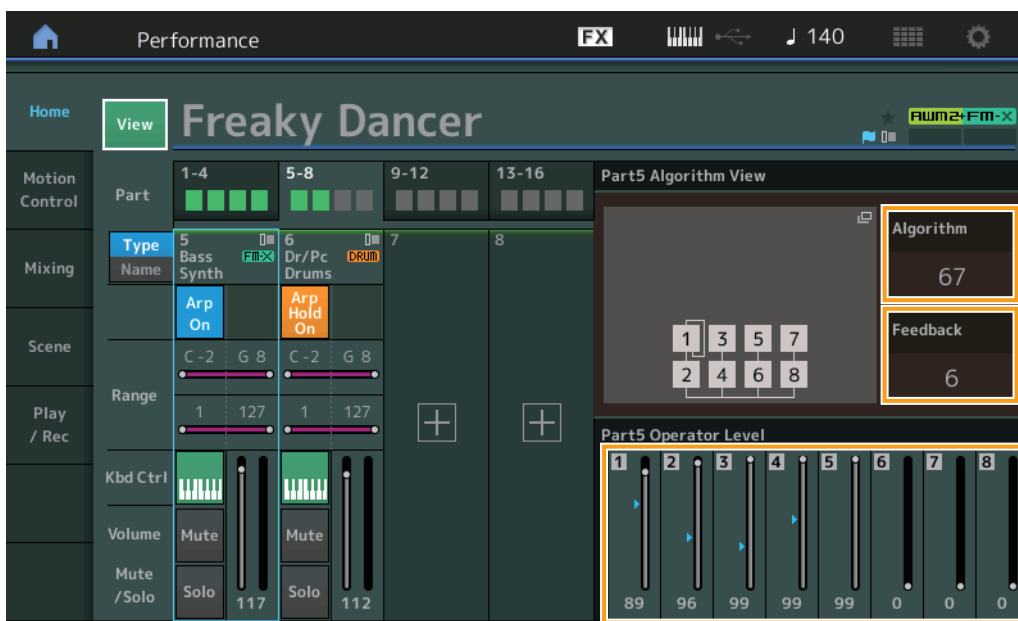 Performance FX 140
Home
View Freaky Dancer AWM2+FM-X
Motion
Control
Part 1-4 5-8 9-12 13-16
Part5 Algorithm View
Algorithm
67
Feedback
6
1 3 5 7
2 4 6 8
Mixing
Type
Name
5 6 7 8
Bass FM-X Dr/Pc DRUM
Synth Drums
Arp
On
Arp
Hold
On
Scene
C -2 G 8 C -2 G 8
Range
1 127 1 127
Play
/ Rec
Part5 Operator Level
1 2 3 4 5 6 7 8
89 96 99 99 99 0 0 0
Kbd Ctrl
Volume Mute Mute
Mute
/Solo Solo 117 Solo 112